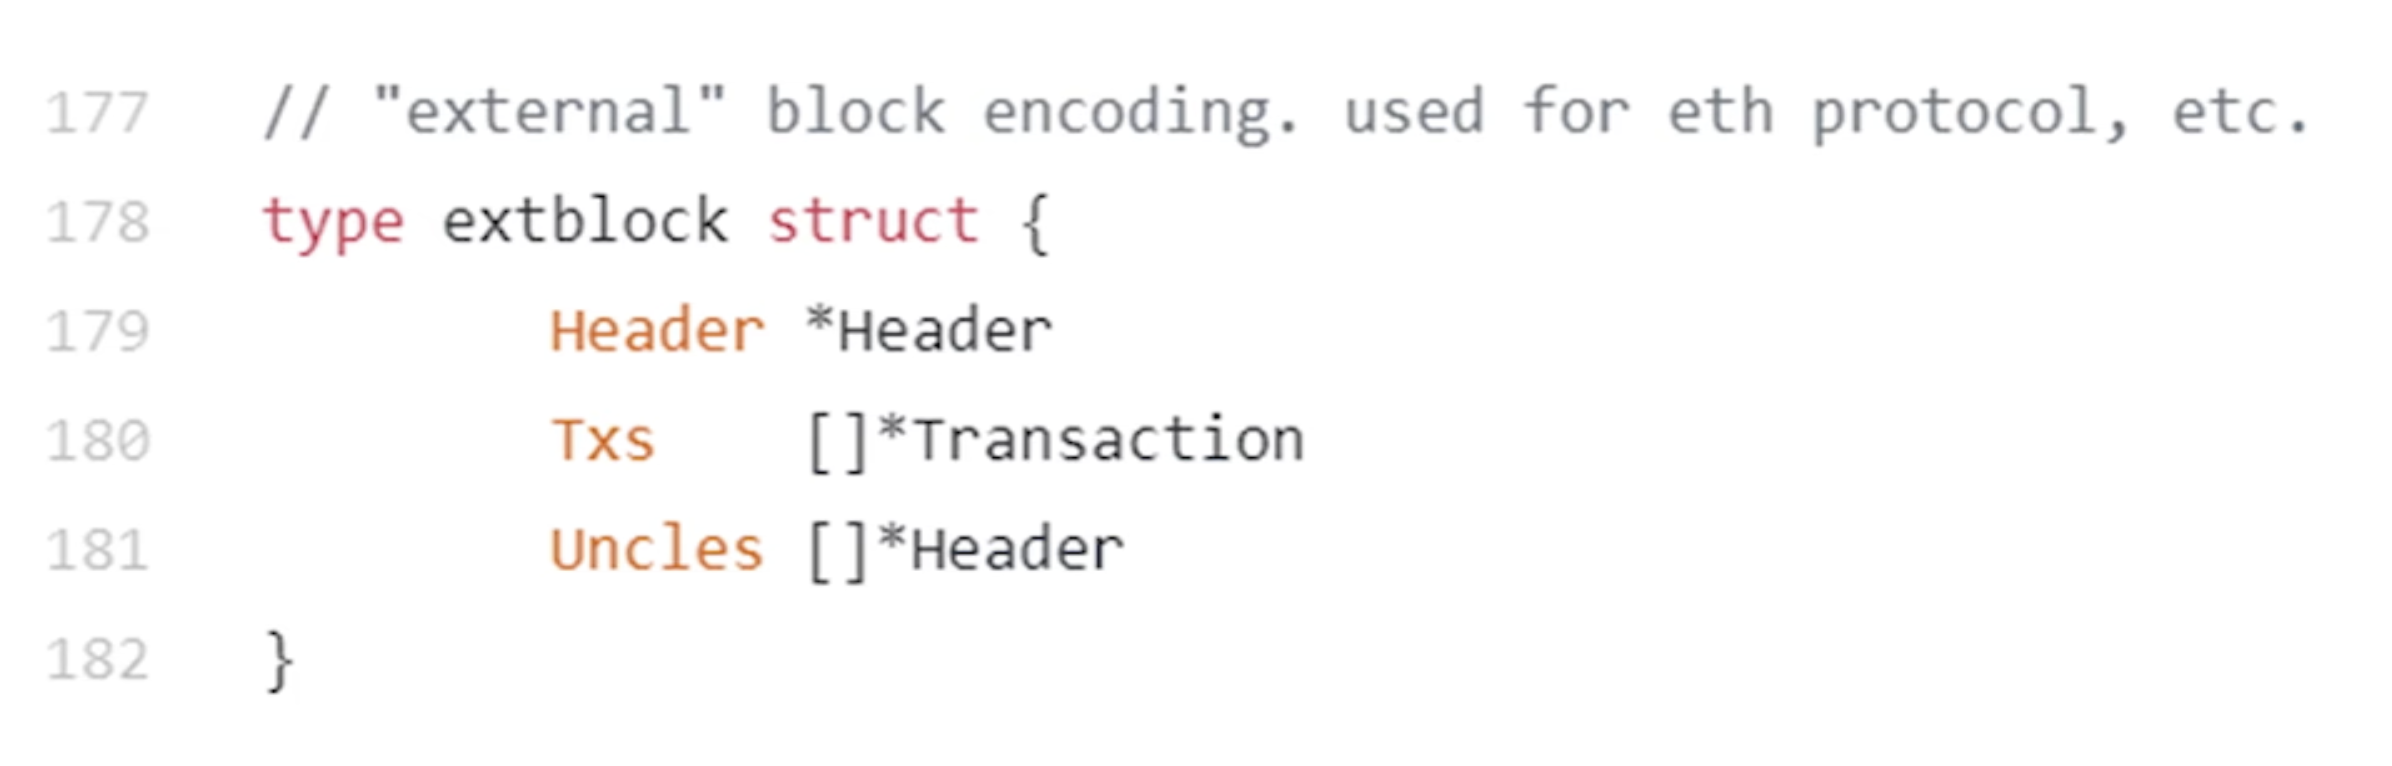 177 // "external" block encoding. used for eth protocol, etc.
178 type extblock struct {
179 Header *Header
180 Txs []*Transaction
181 Uncles []*Header
182 }